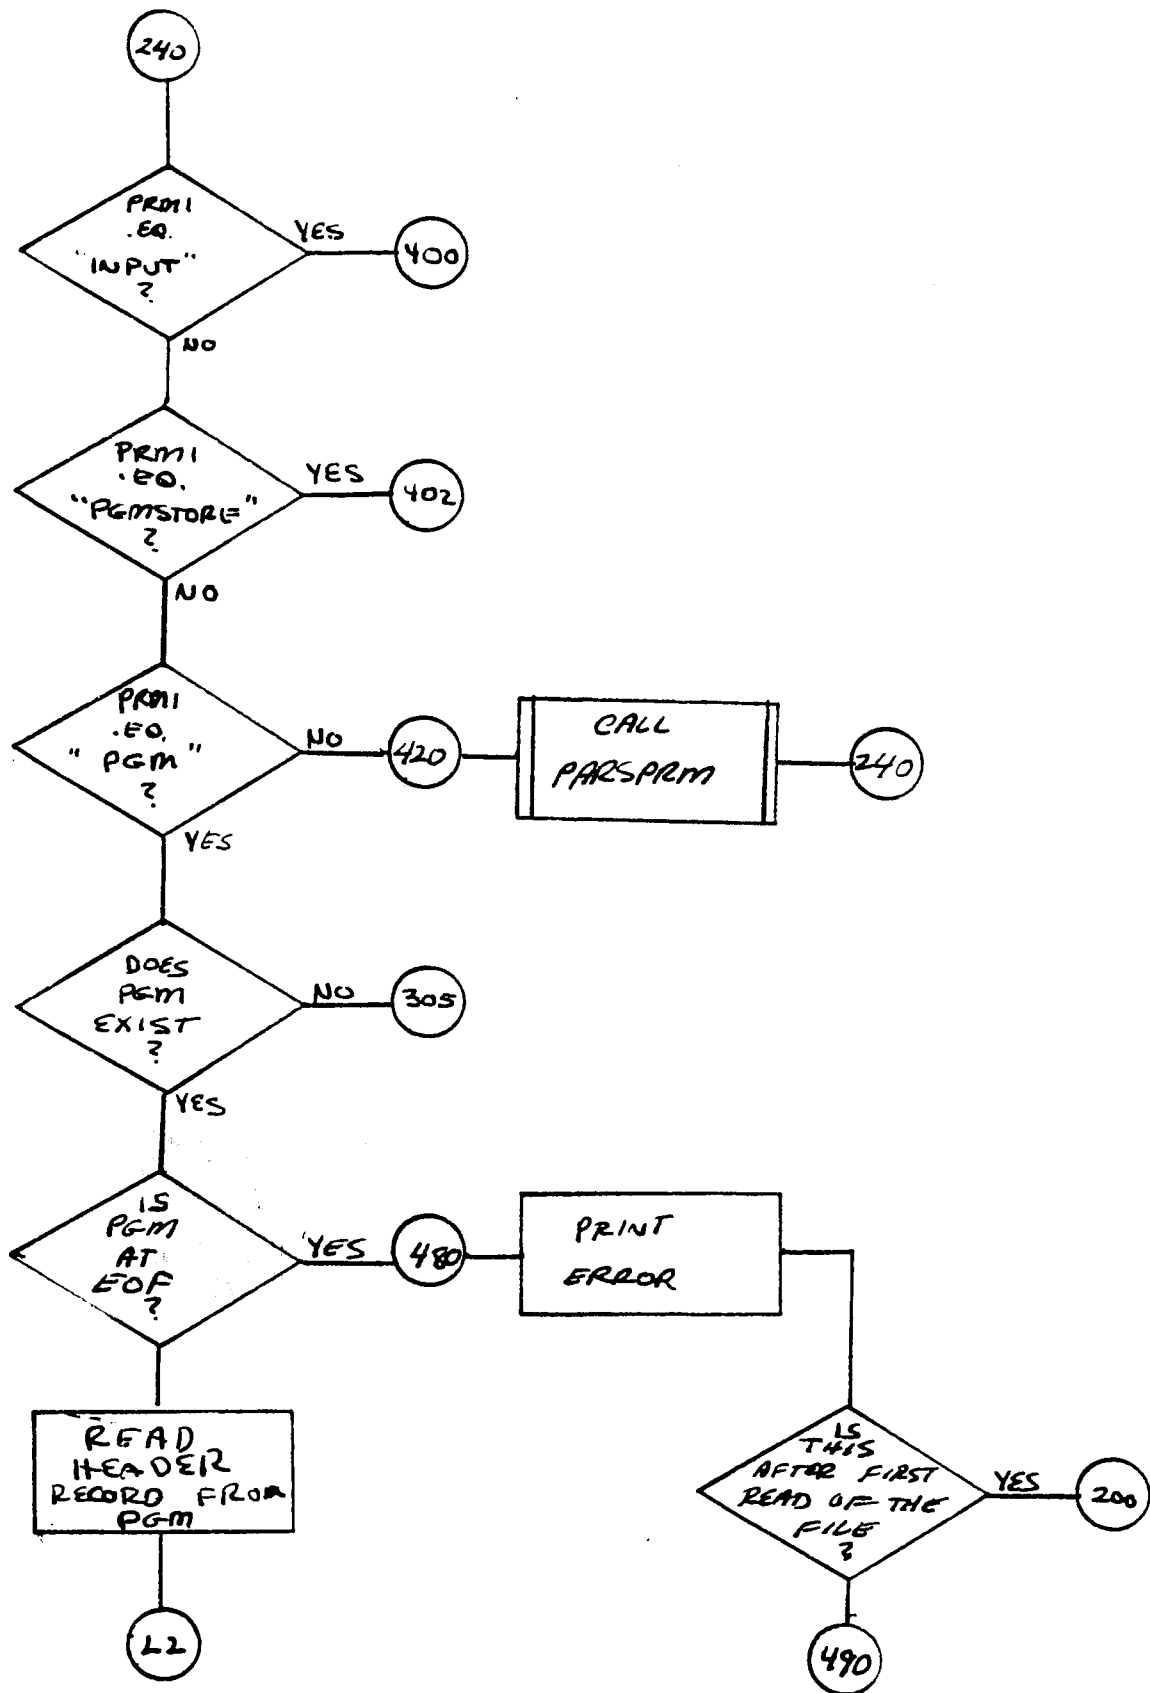 240
PRM1
.EQ.
"INPUT"
?
YES
400
NO
PRM1
.EQ.
"PGMSTORE"
?
YES
402
NO
PRM1
.EQ.
"PGM"
?
NO
420
CALL
PARSPRM
240
YES
DOES
PGM
EXIST
?
NO
305
YES
IS
PGM
AT
EOF
?
YES
480
PRINT
ERROR
READ
HEADER
RECORD FROM
PGM
L2
IS
THIS
AFTER FIRST
READ OF THE
FILE
?
YES
200
490